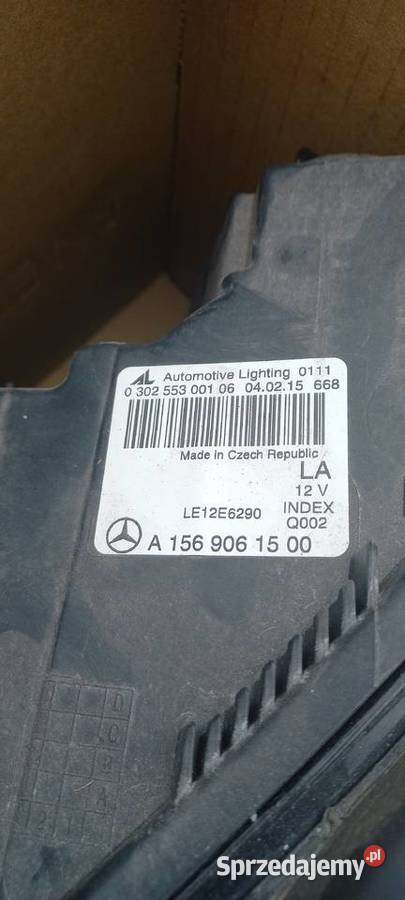 AL Automotive Lighting 0111
0 302 553 001 06 04.02.15 668
Made in Czech Republic
LA
12 V
LE12E6290 INDEX
Q002
A 156 906 15 00
D
C
B
A
Sprzedajemy.pl